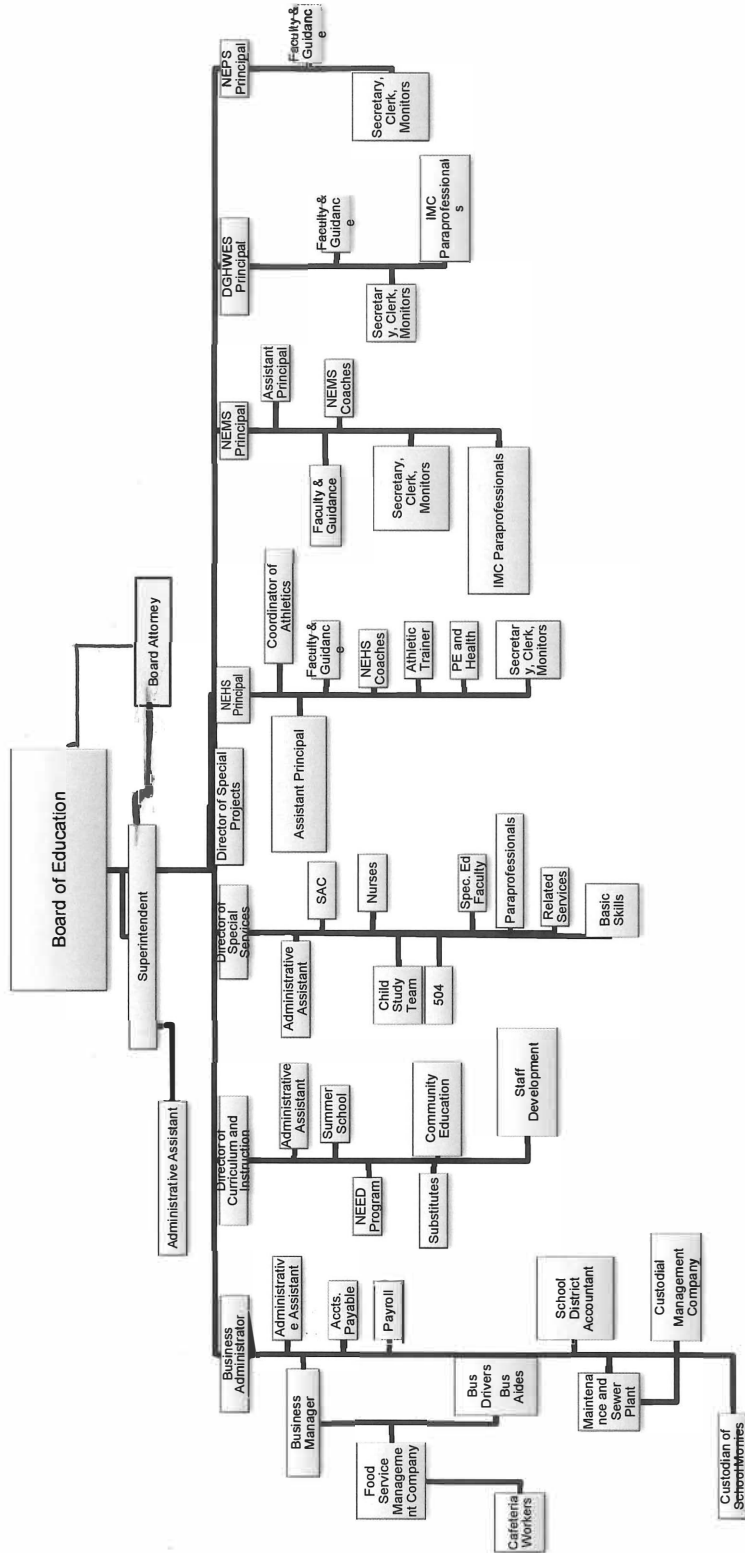 Board of Education
Board Attorney
Superintendent
Administrative Assistant
Business
Administrator
Director of
Curriculum and
Instruction
Director of
Special
Services
Director of Special
Projects
NEHS
Principal
NEMS
Principal
DGHWES
Principal
NEPS
Principal
Administrativ
e Assistant
Business
Manager
Accts.
Payable
Payroll
Food
Service
Manageme
nt Company
Bus
Drivers
Bus
Aides
Cafeteria
Workers
School
District
Accountant
Maintena
nce and
Sewer
Plant
Custodial
Management
Company
Custodian of
School Monies
Administrative
Assistant
Summer
School
NEED
Program
Community
Education
Substitutes
Staff
Development
Administrative
Assistant
SAC
Nurses
Child
Study
Team
504
Spec. Ed
Faculty
Paraprofessionals
Related
Services
Basic
Skills
Coordinator of
Athletics
Assistant Principal
Faculty &
Guidanc
e
NEHS
Coaches
Athletic
Trainer
PE and
Health
Secretar
y, Clerk,
Monitors
Assistant
Principal
Faculty &
Guidance
NEMS
Coaches
Secretary,
Clerk,
Monitors
IMC Paraprofessionals
Faculty &
Guidanc
e
Secretar
y, Clerk,
Monitors
IMC
Paraprofessional
s
Faculty &
Guidanc
e
Secretary,
Clerk,
Monitors